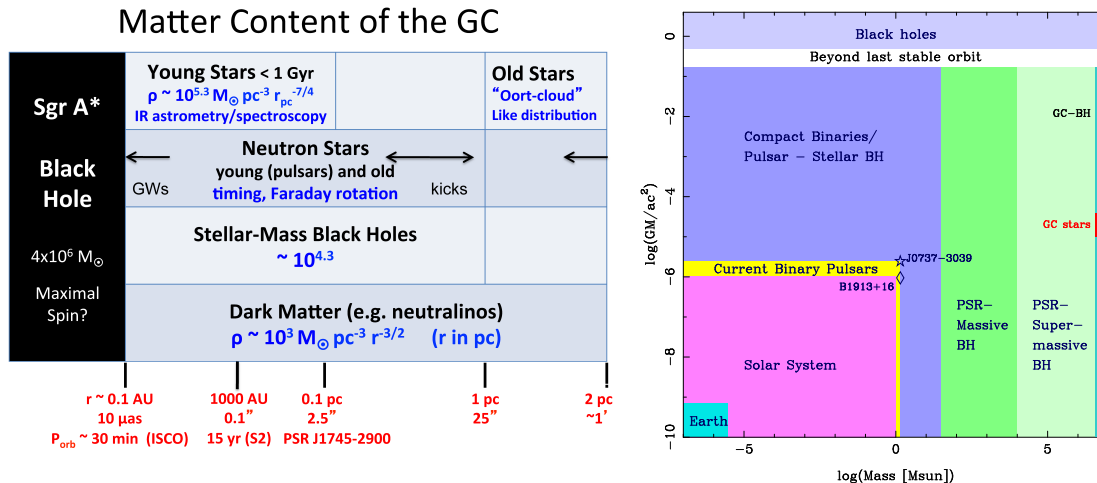 Matter Content of the GC
Sgr A*
Black
Hole
4x10⁶ M☉
Maximal
Spin?
Young Stars < 1 Gyr
ρ ~ 10⁵·³ M☉ pc⁻³ r_pc⁻⁷/⁴
IR astrometry/spectroscopy
Old Stars
“Oort-cloud”
Like distribution
Neutron Stars
young (pulsars) and old
timing, Faraday rotation
GWs
kicks
Stellar-Mass Black Holes
~ 10⁴·³
Dark Matter (e.g. neutralinos)
ρ ~ 10³ M☉ pc⁻³ r⁻³/² (r in pc)
r ~ 0.1 AU
10 μas
P_orb ~ 30 min (ISCO)
1000 AU
0.1”
15 yr (S2)
0.1 pc
2.5”
PSR J1745-2900
1 pc
25”
2 pc
~1’
Black holes
Beyond last stable orbit
GC-BH
Compact Binaries/
Pulsar - Stellar BH
GC stars
J0737-3039
Current Binary Pulsars
B1913+16
PSR-
Massive
BH
PSR-
Super-
massive
BH
Solar System
Earth
log(GM/ac²)
0
-2
-4
-6
-8
-10
-5
0
5
log(Mass [Msun])